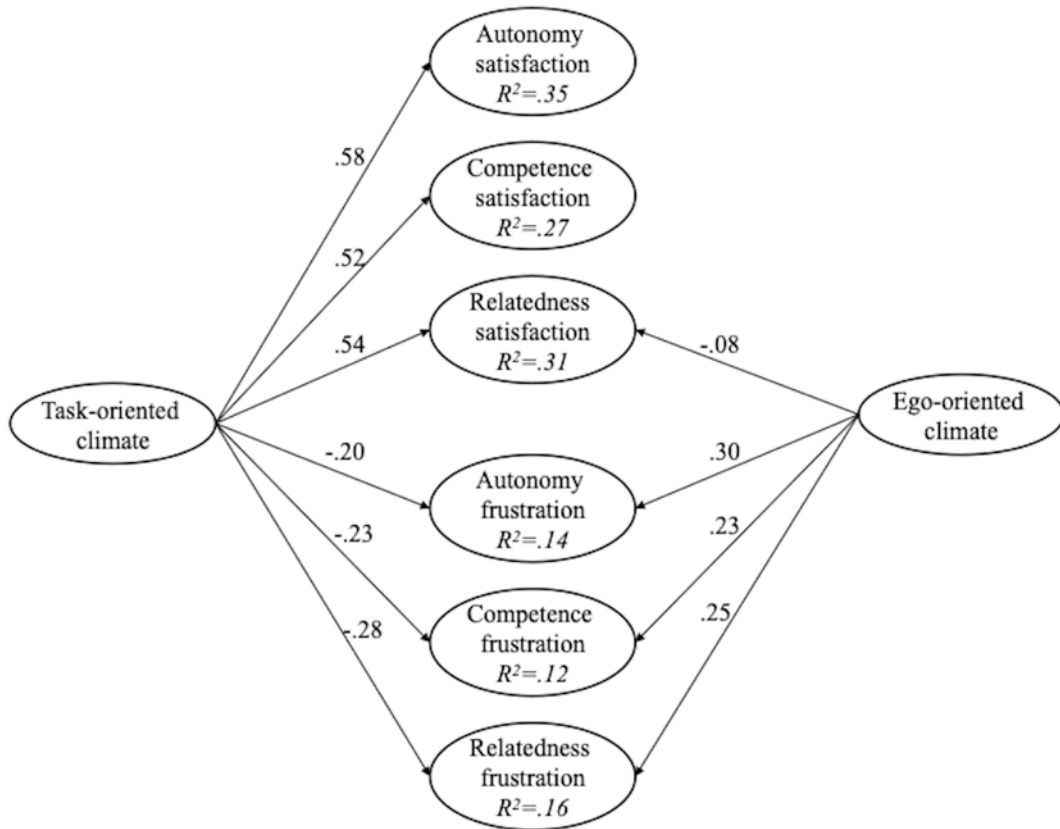 Autonomy
satisfaction
R²=.35
.58
Competence
satisfaction
R²=.27
.52
Relatedness
satisfaction
R²=.31
.54
-.08
Task-oriented
climate
Ego-oriented
climate
-.20
.30
Autonomy
frustration
R²=.14
-.23
.23
Competence
frustration
R²=.12
-.28
.25
Relatedness
frustration
R²=.16